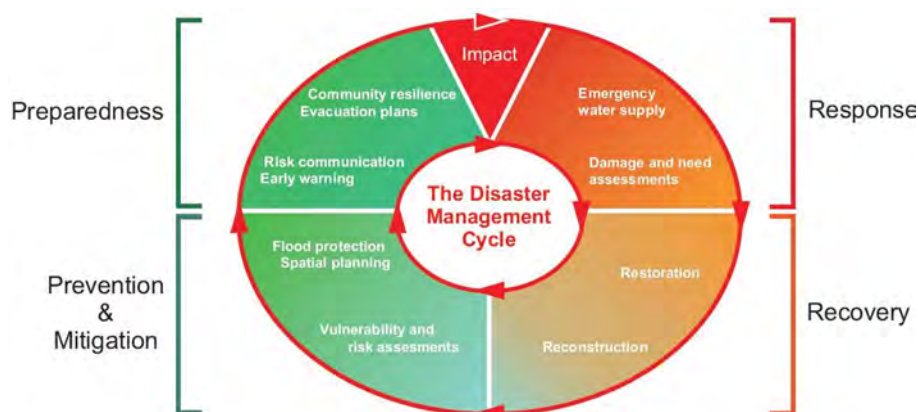 Impact
Preparedness
Community resilience
Evacuation plans
Risk communication
Early warning
Emergency
water supply
Damage and need
assessments
Response
The Disaster
Management
Cycle
Prevention
&
Mitigation
Flood protection
Spatial planning
Vulnerability and
risk assesments
Restoration
Reconstruction
Recovery